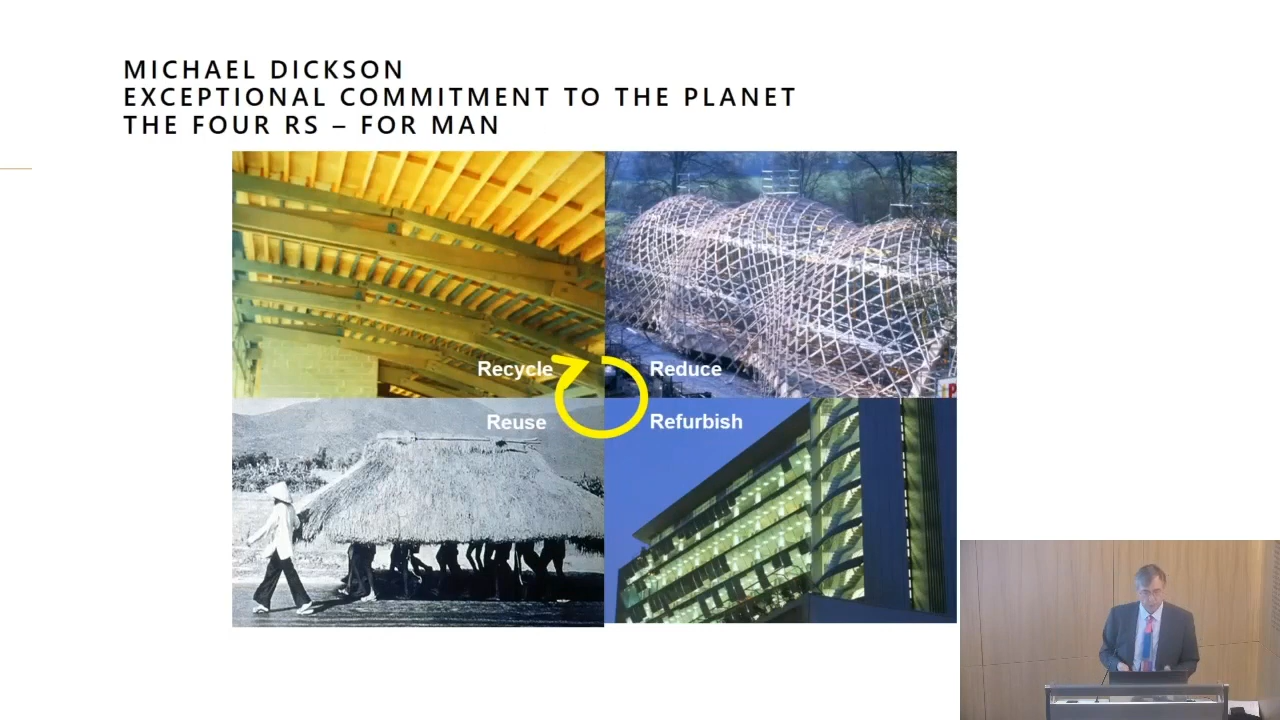 MICHAEL DICKSON
EXCEPTIONAL COMMITMENT TO THE PLANET
THE FOUR RS – FOR MAN
Recycle
Reduce
Reuse
Refurbish